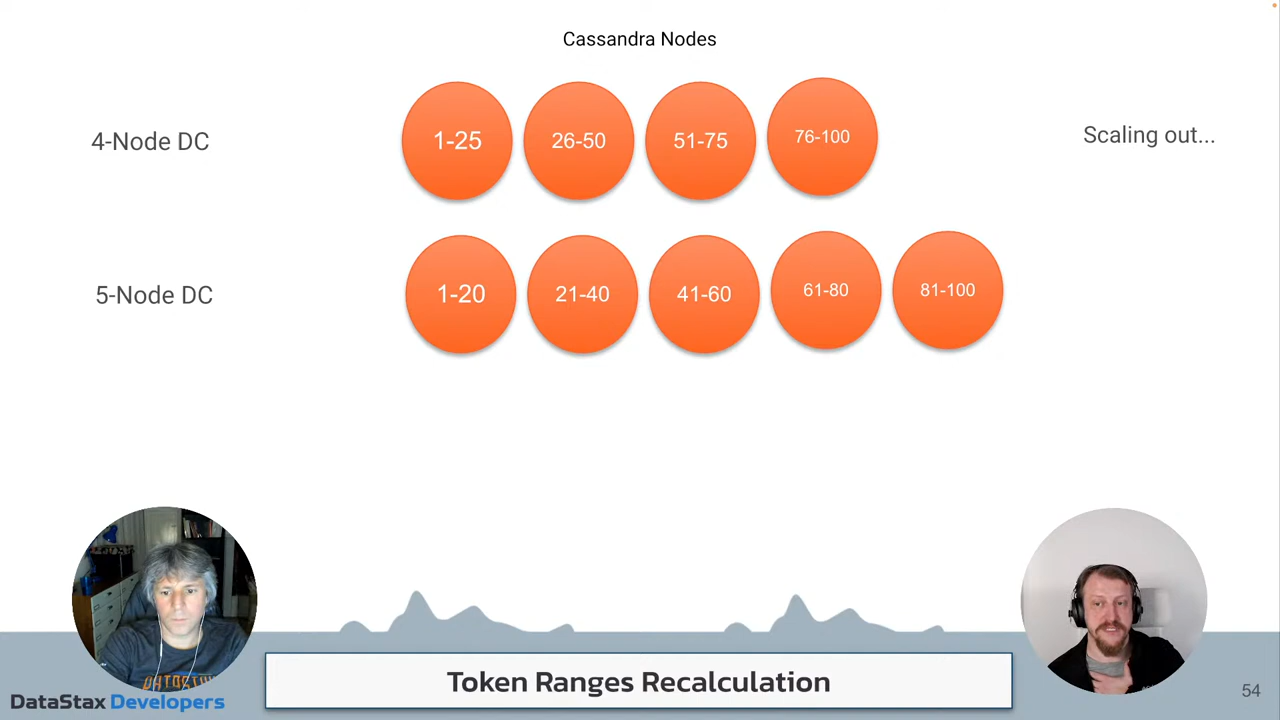 Cassandra Nodes
4-Node DC
1-25
26-50
51-75
76-100
Scaling out...
5-Node DC
1-20
21-40
41-60
61-80
81-100
DATASTAX
DataStax Developers
Token Ranges Recalculation
54